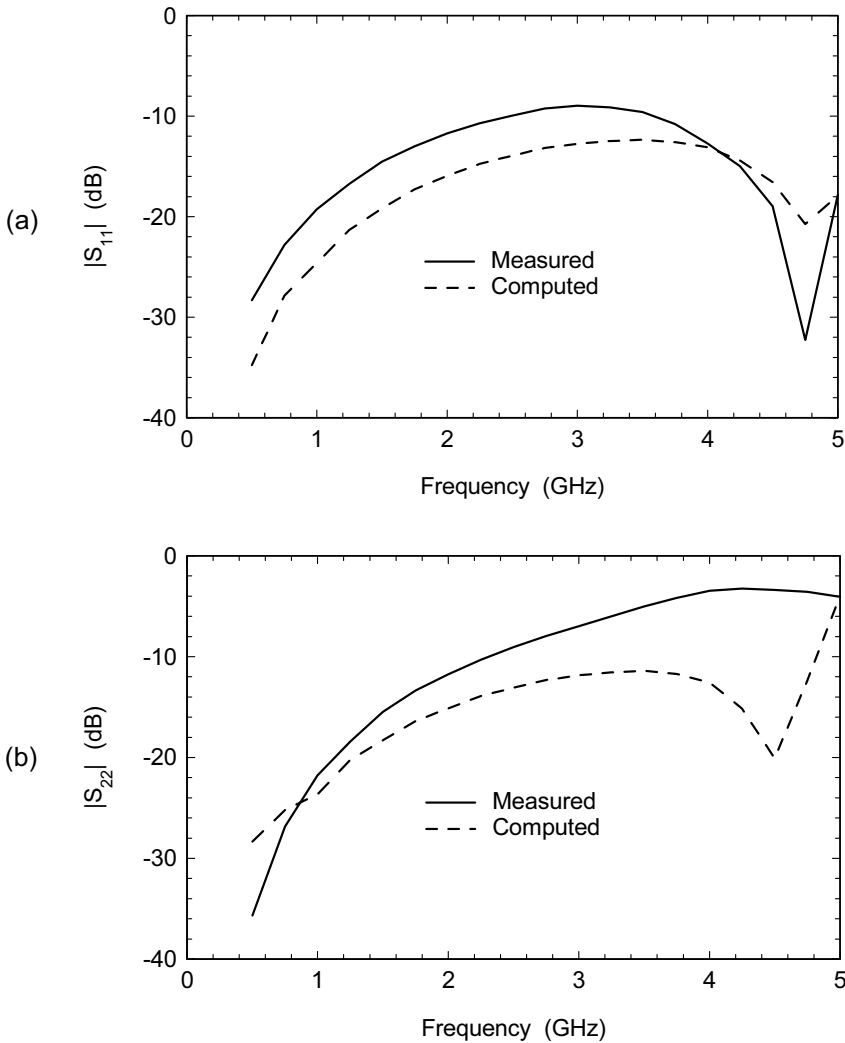 0
-10
-20
-30
-40
(a)
|S11| (dB)
Measured
Computed
0 1 2 3 4 5
Frequency (GHz)
0
-10
-20
-30
-40
(b)
|S22| (dB)
Measured
Computed
0 1 2 3 4 5
Frequency (GHz)